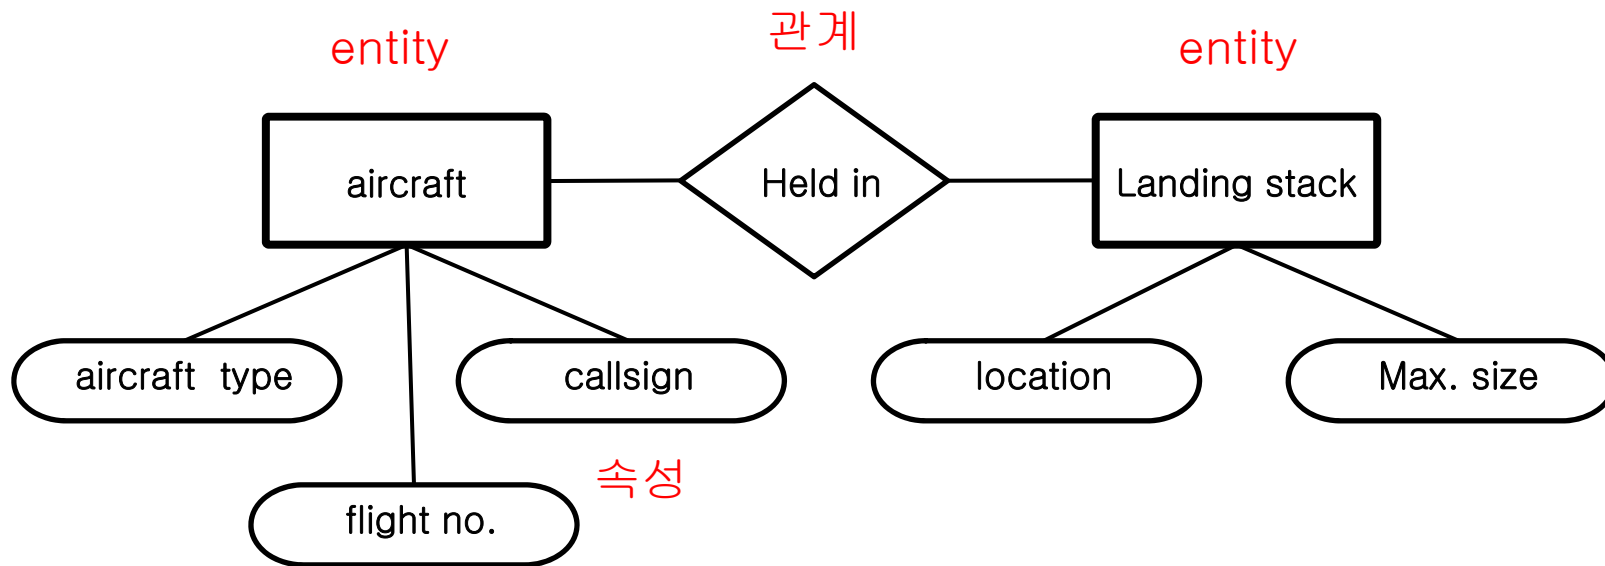 entity
관계
entity
aircraft
Held in
Landing stack
aircraft type
callsign
location
Max. size
속성
flight no.